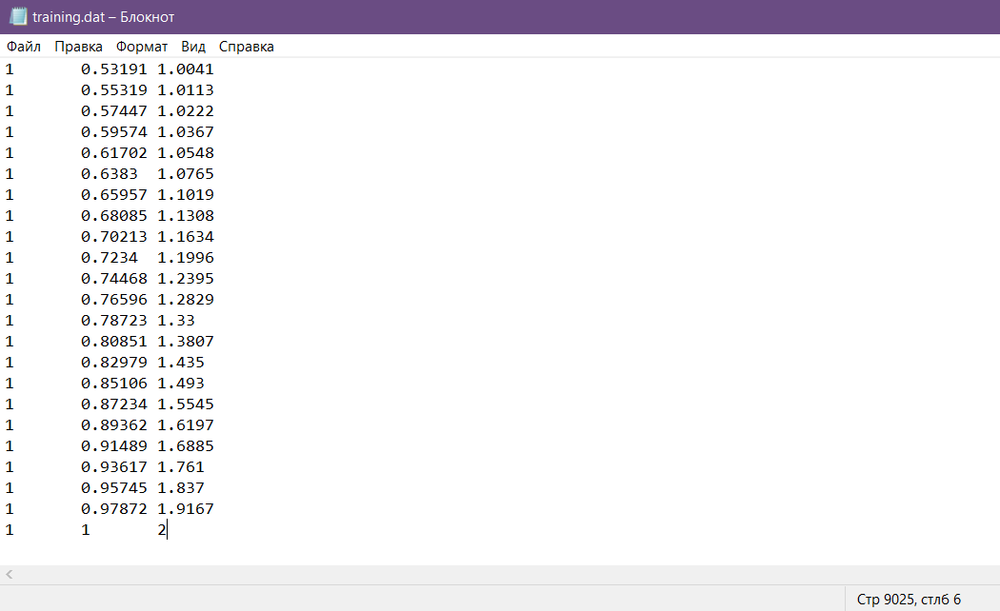 training.dat – Блокнот
Файл Правка Формат Вид Справка
1 0.53191 1.0041
1 0.55319 1.0113
1 0.57447 1.0222
1 0.59574 1.0367
1 0.61702 1.0548
1 0.6383 1.0765
1 0.65957 1.1019
1 0.68085 1.1308
1 0.70213 1.1634
1 0.7234 1.1996
1 0.74468 1.2395
1 0.76596 1.2829
1 0.78723 1.33
1 0.80851 1.3807
1 0.82979 1.435
1 0.85106 1.493
1 0.87234 1.5545
1 0.89362 1.6197
1 0.91489 1.6885
1 0.93617 1.761
1 0.95745 1.837
1 0.97872 1.9167
1 1 2
Стр 9025, стлб 6